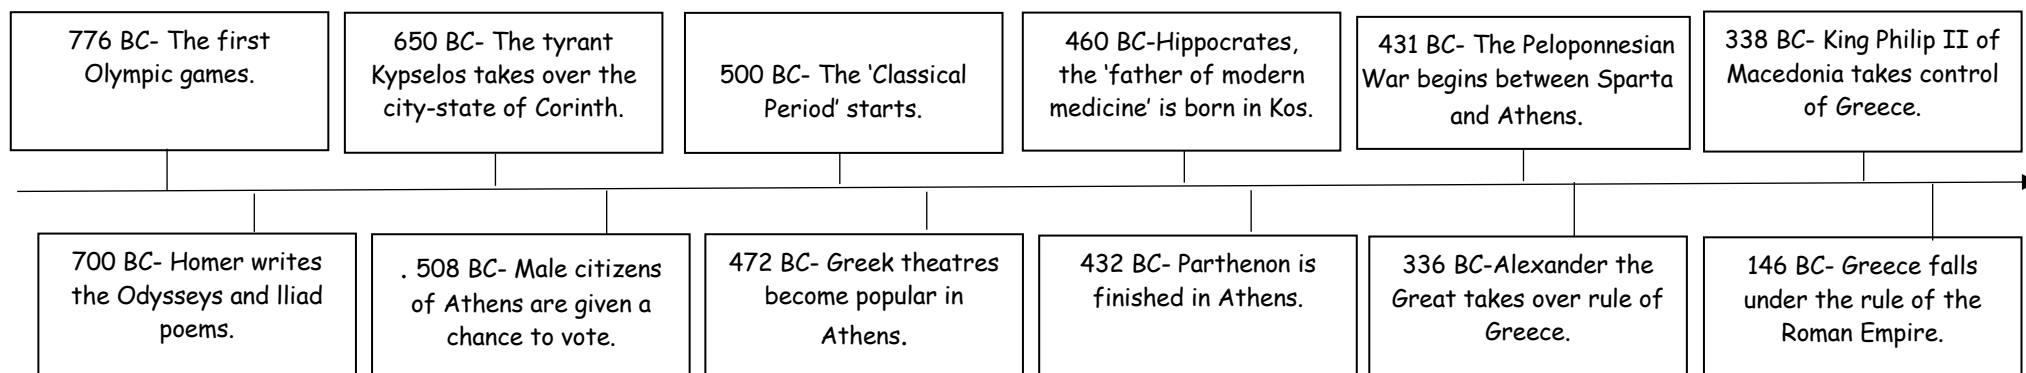 776 BC- The first
Olympic games.
650 BC- The tyrant
Kypselos takes over the
city-state of Corinth.
500 BC- The ‘Classical
Period’ starts.
460 BC-Hippocrates,
the ‘father of modern
medicine’ is born in Kos.
431 BC- The Peloponnesian
War begins between Sparta
and Athens.
338 BC- King Philip II of
Macedonia takes control
of Greece.
700 BC- Homer writes
the Odysseys and lliad
poems.
. 508 BC- Male citizens
of Athens are given a
chance to vote.
472 BC- Greek theatres
become popular in
Athens.
432 BC- Parthenon is
finished in Athens.
336 BC-Alexander the
Great takes over rule of
Greece.
146 BC- Greece falls
under the rule of the
Roman Empire.